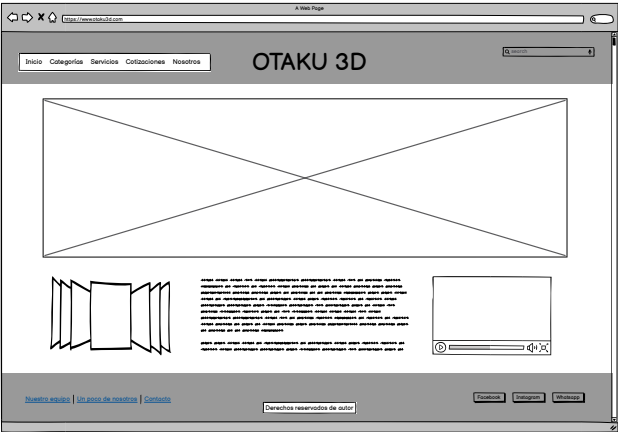 A Web Page
https://www.otaku3d.com
Inicio Categorías Servicios Cotizaciones Nosotros
OTAKU 3D
search
Nuestro equipo | Un poco de nosotros | Contacto
Derechos reservados de autor
Facebook
Instagram
Whatsapp